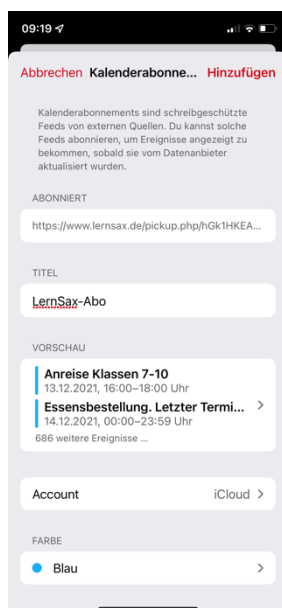 09:19
Abbrechen Kalenderabonne... Hinzufügen
Kalenderabonnements sind schreibgeschützte
Feeds von externen Quellen. Du kannst solche
Feeds abonnieren, um Ereignisse angezeigt zu
bekommen, sobald sie vom Datenanbieter
aktualisiert wurden.
ABONNIERT
https://www.lernsax.de/pickup.php/hGk1HKEA...
TITEL
LernSax-Abo
VORSCHAU
Anreise Klassen 7-10
13.12.2021, 16:00–18:00 Uhr
Essensbestellung. Letzter Termi...
14.12.2021, 00:00–23:59 Uhr
686 weitere Ereignisse ...
Account iCloud
FARBE
Blau